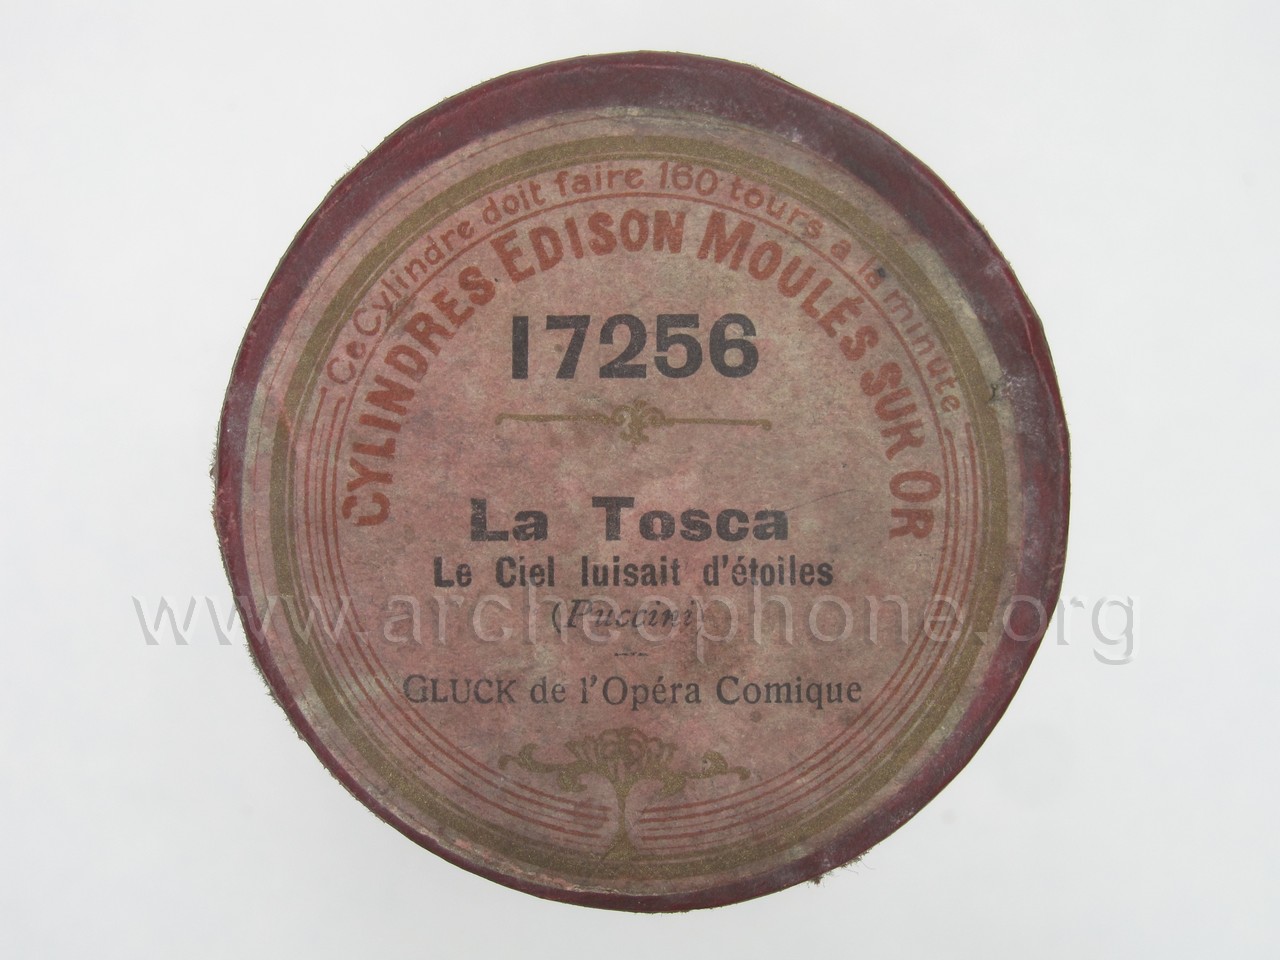 Ce Cylindre doit faire 160 tours a la minute
CYLINDRES EDISON MOULÉS SUR OR
17256
La Tosca
Le Ciel luisait d'étoiles
(Puccini)
www.archeophone.org
GLUCK de l'Opéra Comique